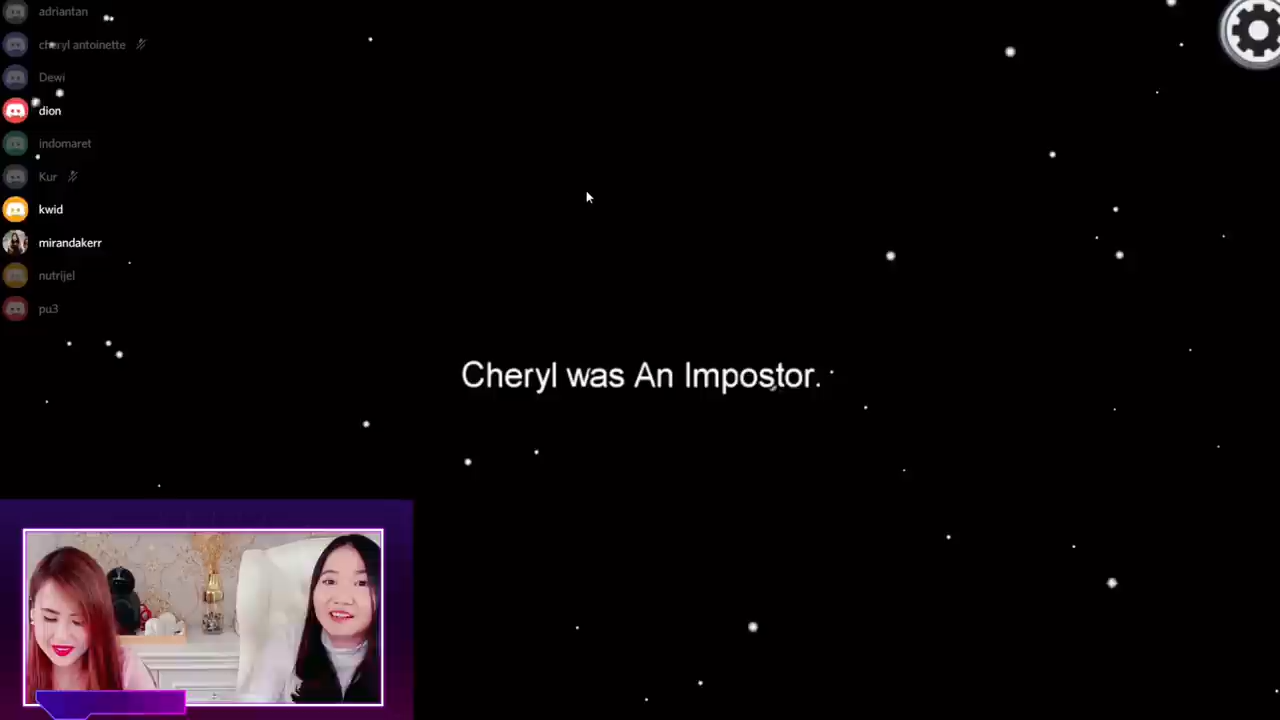 adriantan
cheryl antoinette
Dewi
dion
indomaret
Kur
kwid
mirandakerr
nutrijel
pu3
Cheryl was An Impostor.